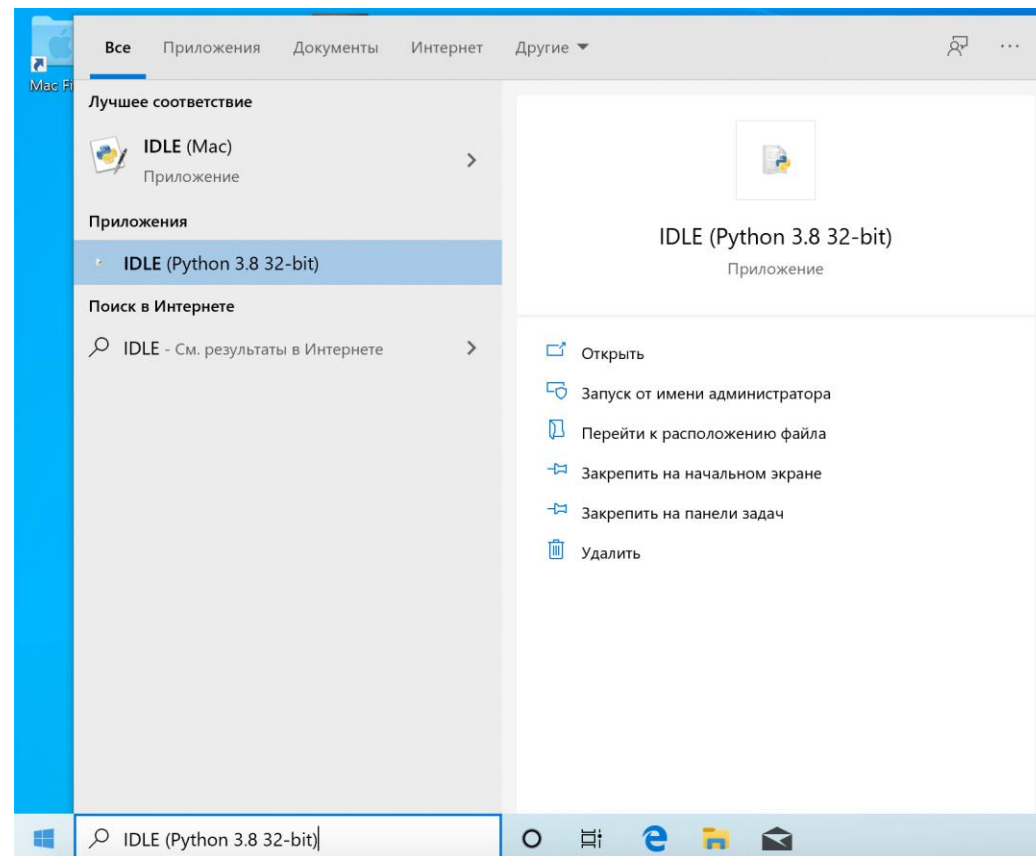 Mac Fi
Все Приложения Документы Интернет Другие
Лучшее соответствие
IDLE (Mac)
Приложение
Приложения
IDLE (Python 3.8 32-bit)
Поиск в Интернете
IDLE - См. результаты в Интернете
IDLE (Python 3.8 32-bit)
Приложение
Открыть
Запуск от имени администратора
Перейти к расположению файла
Закрепить на начальном экране
Закрепить на панели задач
Удалить
IDLE (Python 3.8 32-bit)